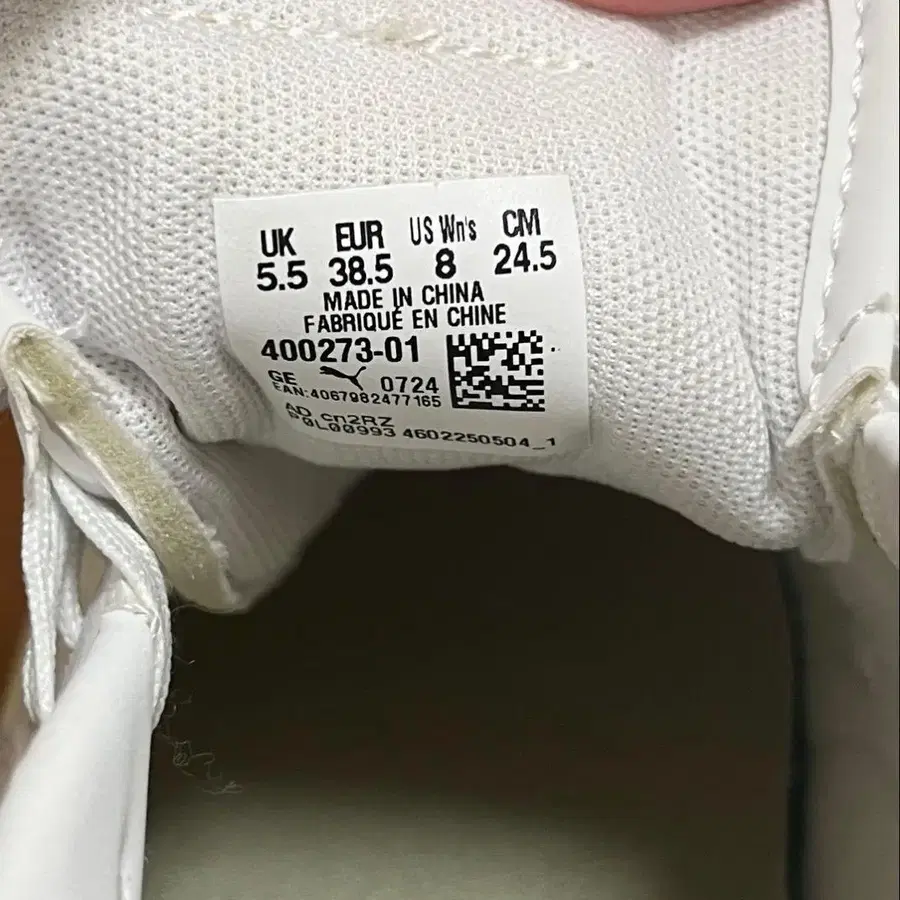 UK EUR US Wn's CM
5.5 38.5 8 24.5
MADE IN CHINA
FABRIQUÉ EN CHINE
400273-01
GE 0724
EAN:4067982477165
AD cn2RZ
P0L00993 4602250504_1